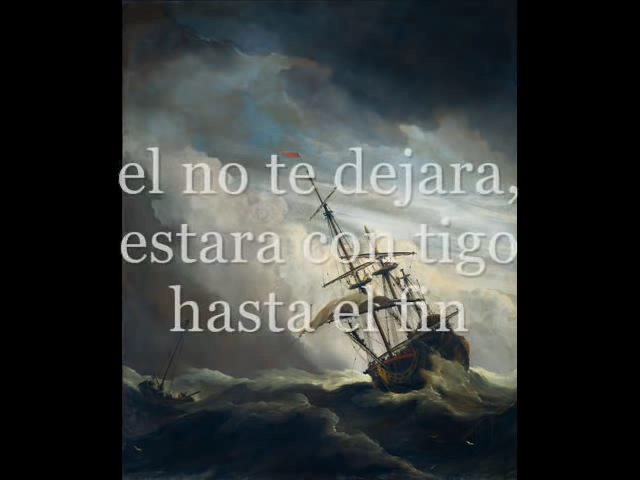 el no te dejara,
estara con tigo
hasta el fin